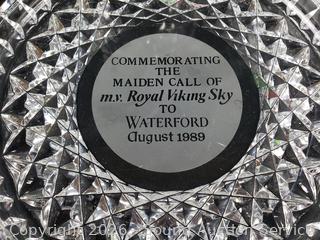 COMMEMORATING
THE
MAIDEN CALL OF
m.v. Royal Viking Sky
TO
WATERFORD
August 1989